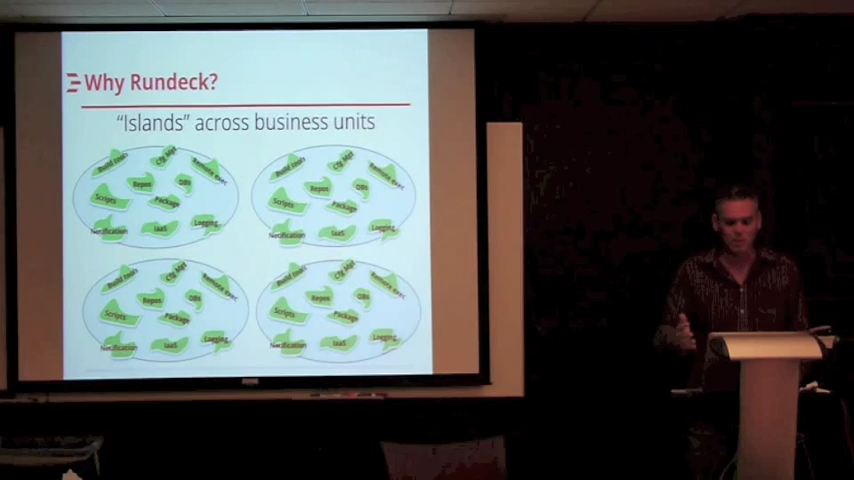 Why Rundeck?
"Islands" across business units
Build tools Cfg Mgt Remote exec
Repos DBs
Scripts Package
Notification IaaS Logging
Build tools Cfg Mgt Remote exec
Repos DBs
Scripts Package
Notification IaaS Logging
Build tools Cfg Mgt Remote exec
Repos DBs
Scripts Package
Notification IaaS Logging
Build tools Cfg Mgt Remote exec
Repos DBs
Scripts Package
Notification IaaS Logging